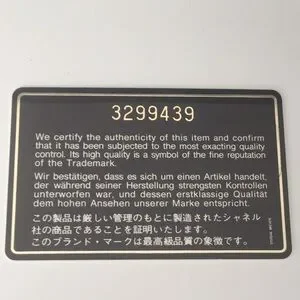 3299439
We certify the authenticity of this item and confirm
that it has been subjected to the most exacting quality
control. Its high quality is a symbol of the fine reputation
of the Trademark.
Wir bestätigen, dass es sich um einen Artikel handelt,
der während seiner Herstellung strengsten Kontrollen
unterworfen war, und dessen erstklassige Qualität
dem hohen Ansehen unserer Marke entspricht.
この製品は厳しい管理のもとに製造されたシャネル
社の商品であることを証明いたします。
このブランド・マークは最高級品質の象徴です。